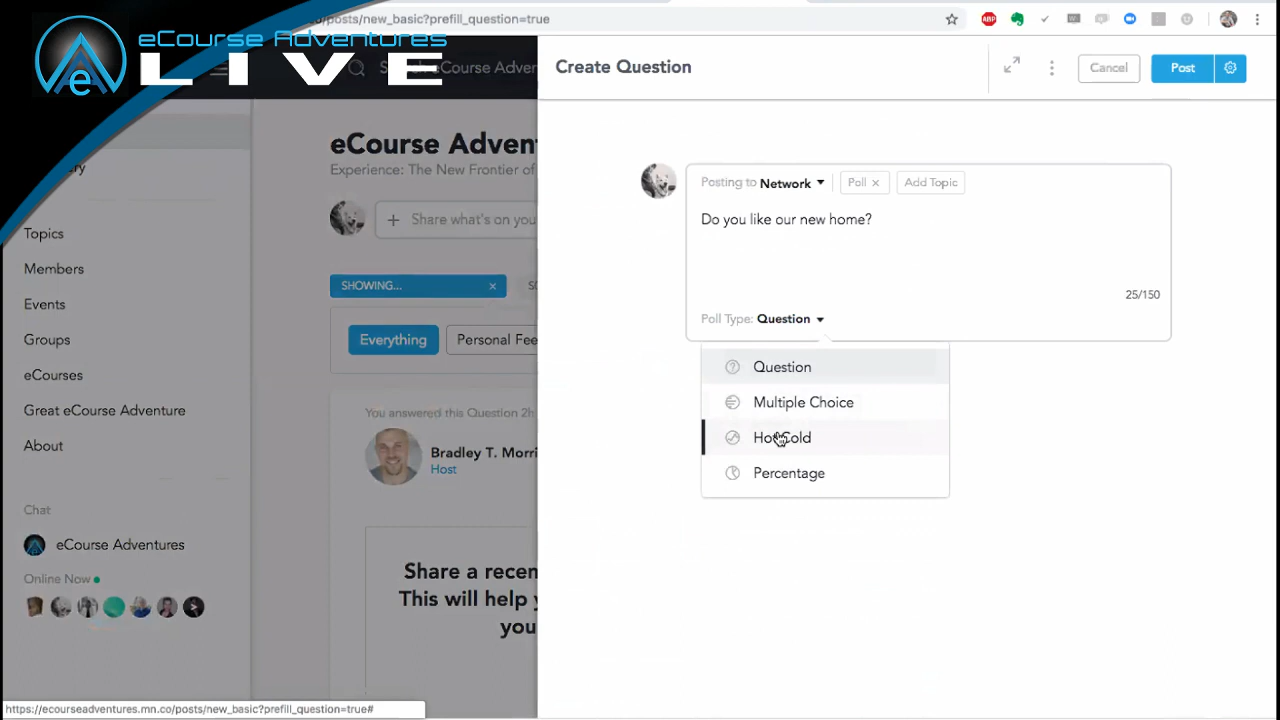 /posts/new_basic?prefill_question=true
ABP
eCourse Adventures
LIVE
eCourse Adven
Create Question
Cancel
Post
eCourse Adven
Experience: The New Frontier of
Share what's on you
Posting to Network
Poll ×
Add Topic
Do you like our new home?
25/150
Poll Type: Question
Question
Multiple Choice
Hot Cold
Percentage
Topics
Members
Events
Groups
eCourses
Great eCourse Adventure
About
SHOWING... ×
Everything
Personal Fee
You answered this Question 2h
Bradley T. Morri
Host
Share a recen
This will help y
you
Chat
eCourse Adventures
Online Now
https://ecourseadventures.mn.co/posts/new_basic?prefill_question=true#